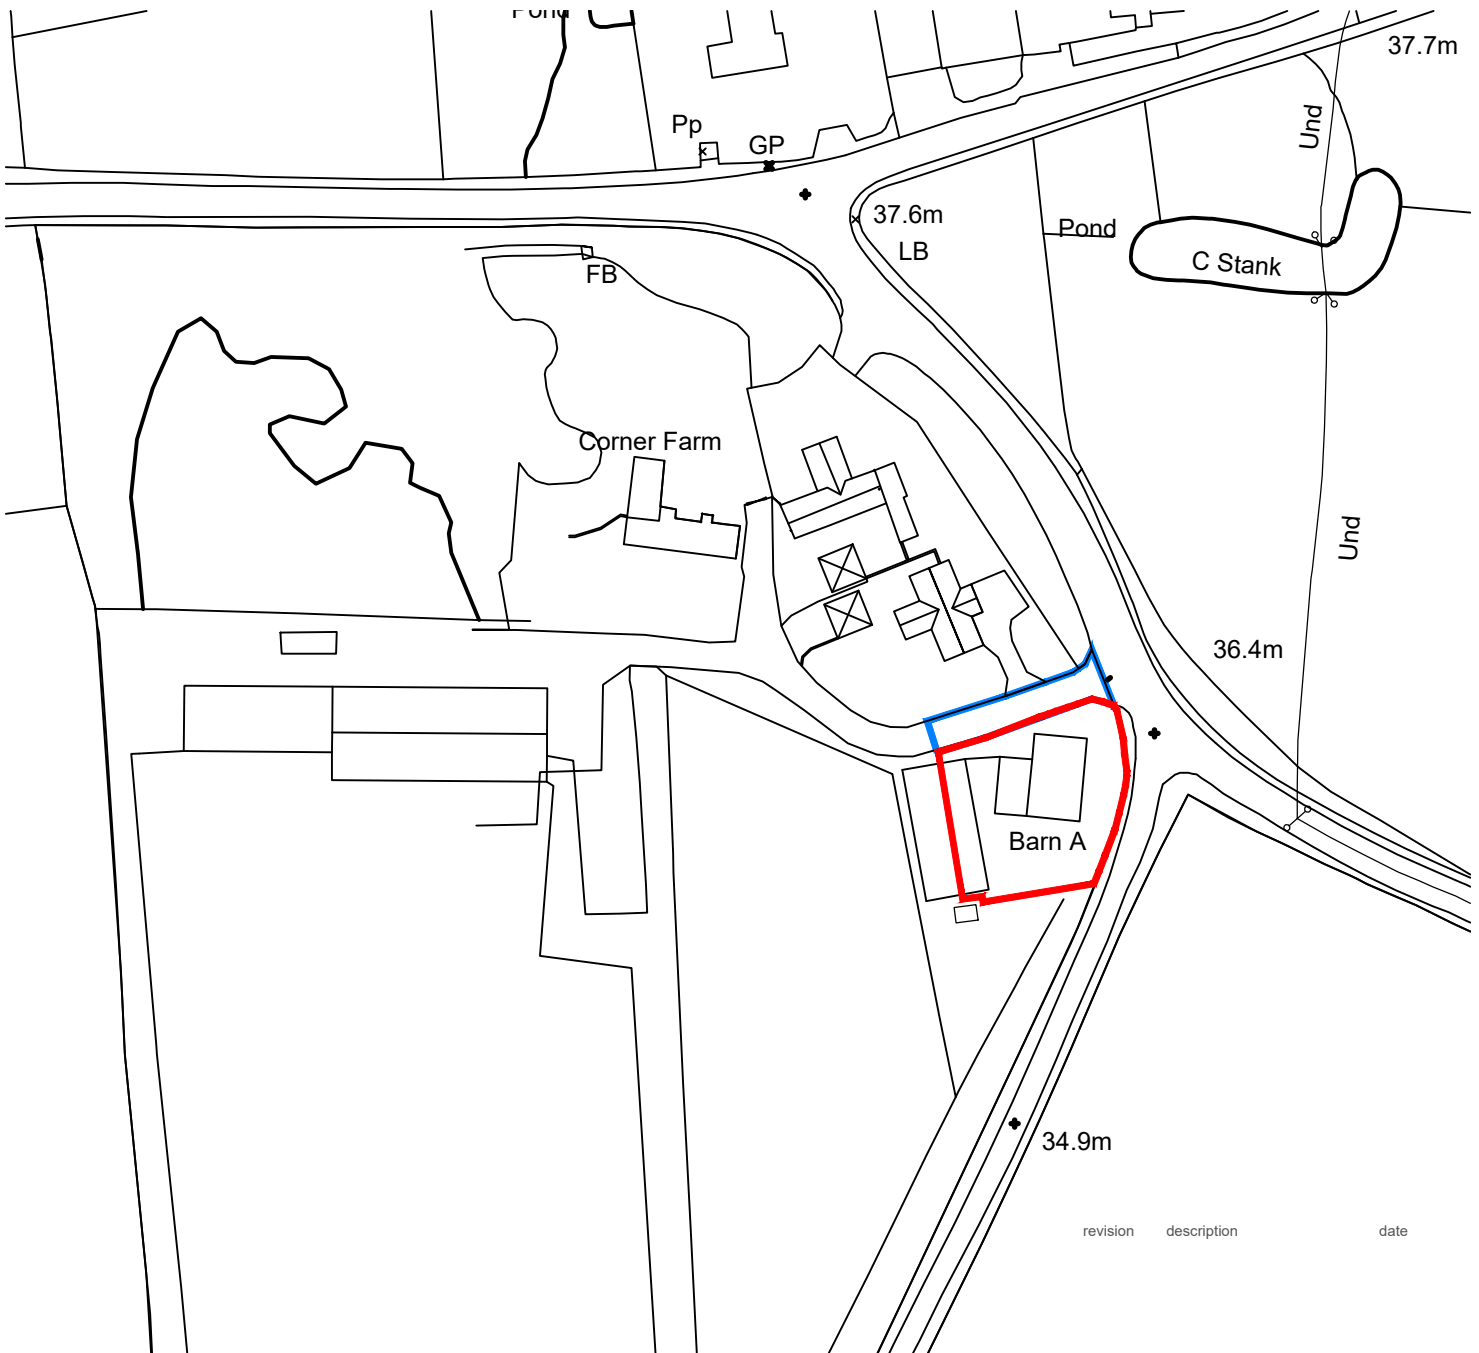 Pond
37.7m
Pp
GP
Und
37.6m
LB
Pond
C Stank
FB
Corner Farm
Und
36.4m
Barn A
34.9m
revision description date